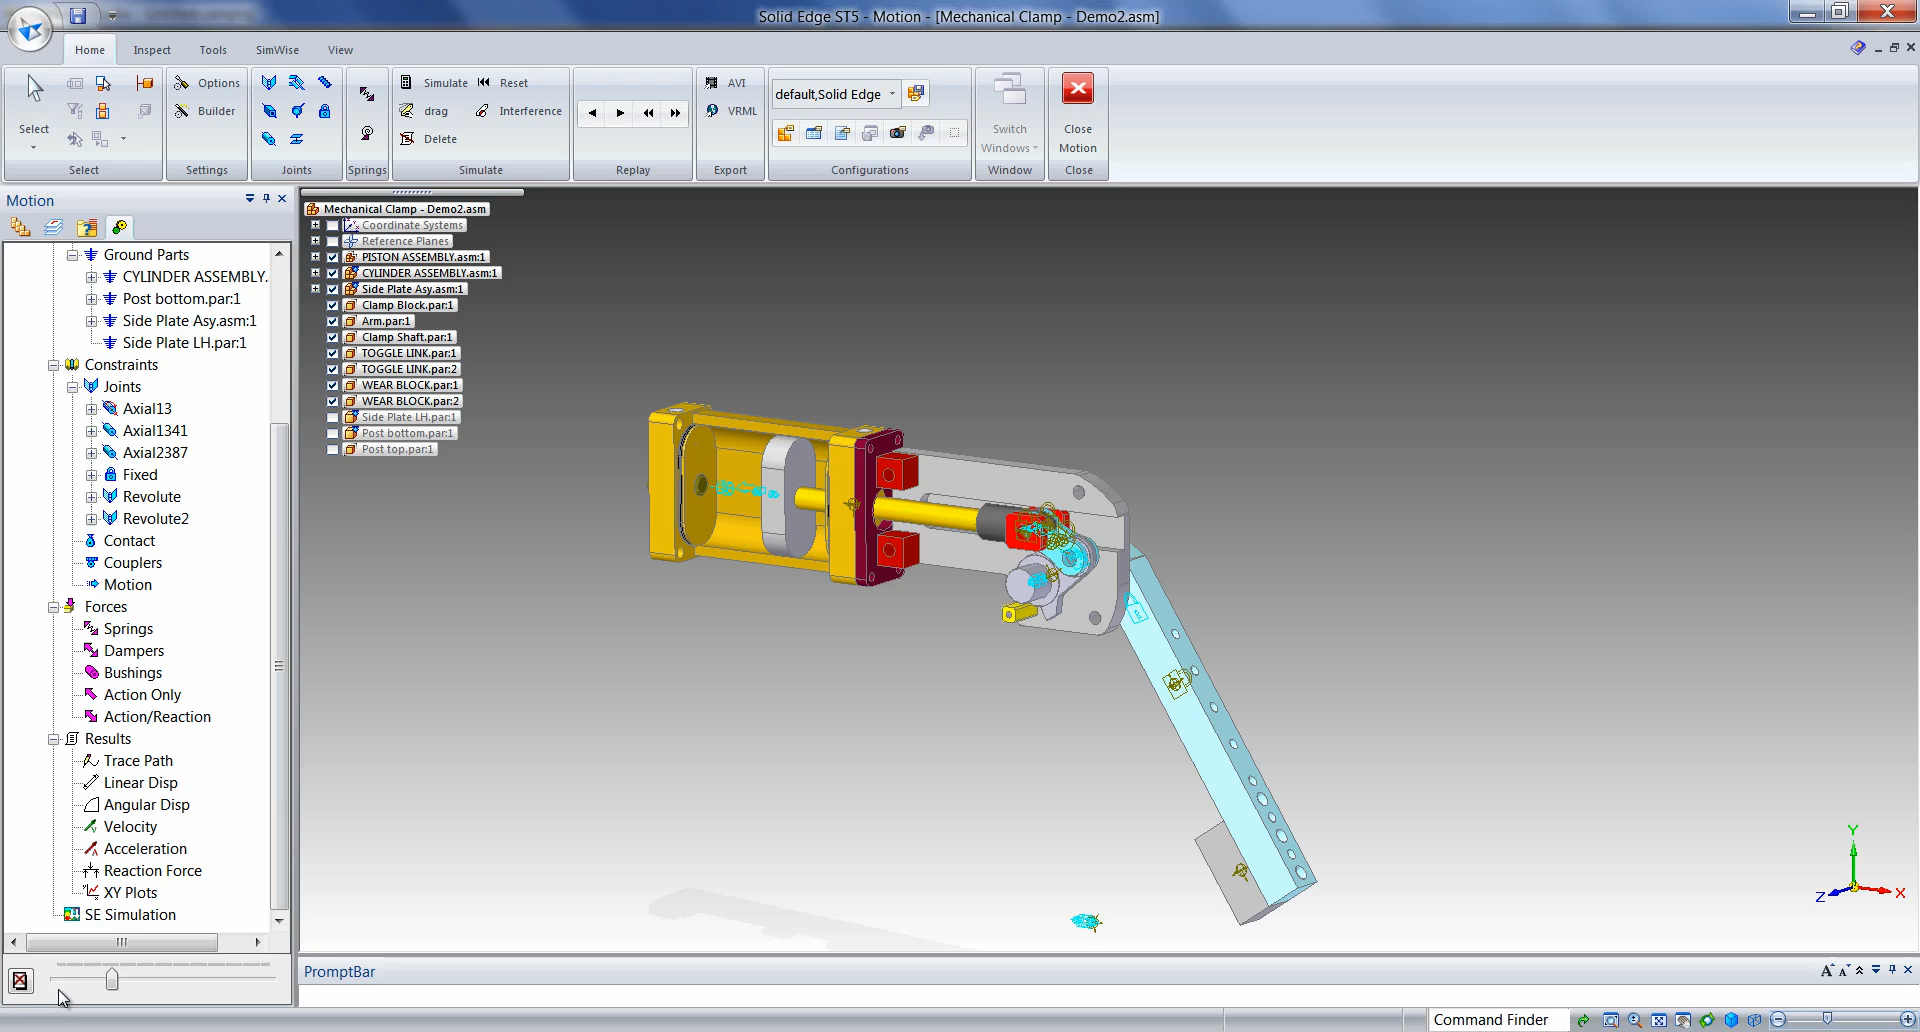 Solid Edge ST5 - Motion - [Mechanical Clamp - Demo2.asm]
Home Inspect Tools SimWise View
Select
Select
Options
Builder
Settings
Joints
Springs
Simulate Reset
drag Interference
Delete
Simulate
Replay
AVI
VRML
Export
default,Solid Edge
Configurations
Switch
Windows
Window
Close
Motion
Close
Motion
Ground Parts
CYLINDER ASSEMBLY.
Post bottom.par:1
Side Plate Asy.asm:1
Side Plate LH.par:1
Constraints
Joints
Axial13
Axial1341
Axial2387
Fixed
Revolute
Revolute2
Contact
Couplers
Motion
Forces
Springs
Dampers
Bushings
Action Only
Action/Reaction
Results
Trace Path
Linear Disp
Angular Disp
Velocity
Acceleration
Reaction Force
XY Plots
SE Simulation
Mechanical Clamp - Demo2.asm
Coordinate Systems
Reference Planes
PISTON ASSEMBLY.asm:1
CYLINDER ASSEMBLY.asm:1
Side Plate Asy.asm:1
Clamp Block.par:1
Arm.par:1
Clamp Shaft.par:1
TOGGLE LINK.par:1
TOGGLE LINK.par:2
WEAR BLOCK.par:1
WEAR BLOCK.par:2
Side Plate LH.par:1
Post bottom.par:1
Post top.par:1
Y
Z X
PromptBar
A A
Command Finder